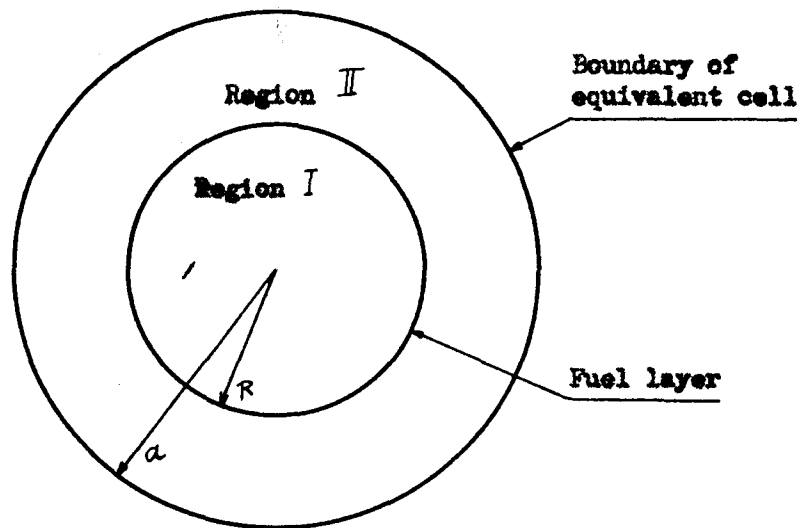 Region II
Boundary of
equivalent cell
Region I
R
a
Fuel layer